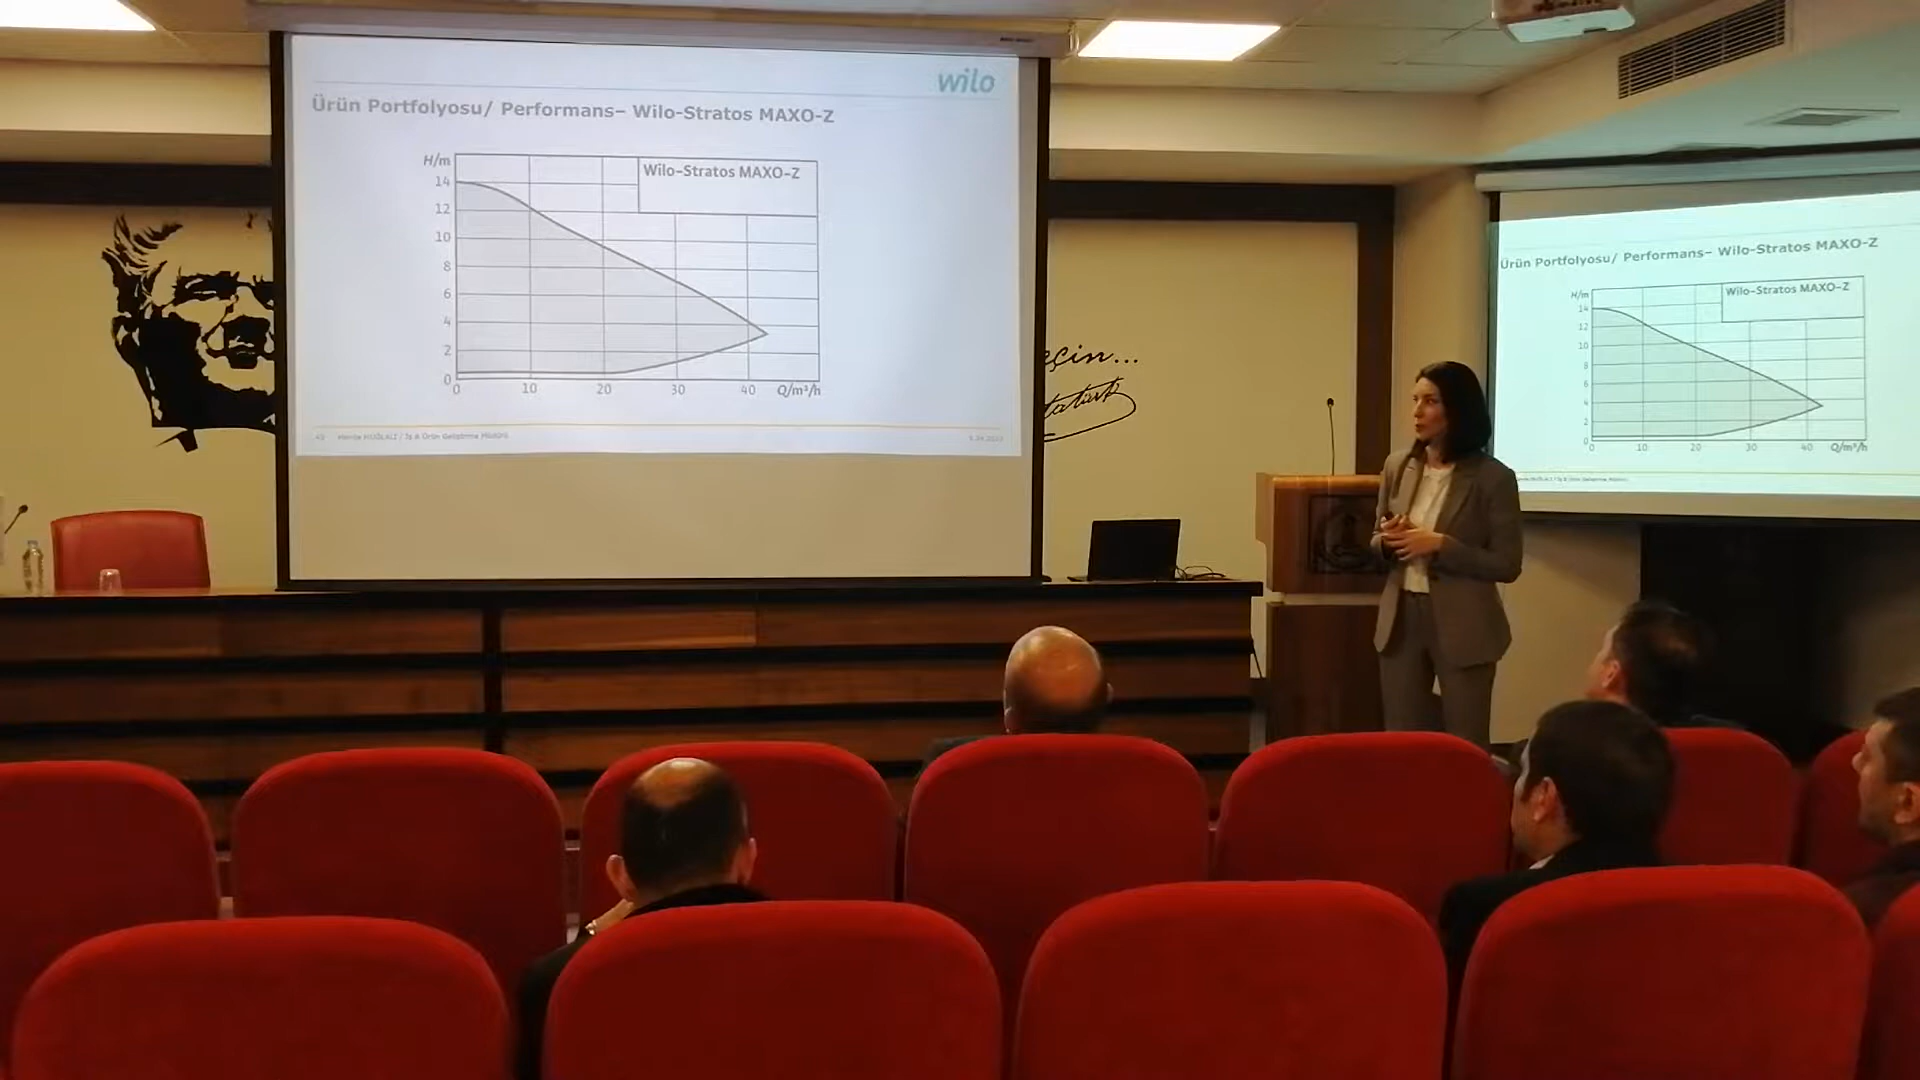 wilo
Ürün Portfolyosu/ Performans– Wilo-Stratos MAXO-Z
H/m
Wilo-Stratos MAXO-Z
14
12
10
8
6
4
2
0
0 10 20 30 40 Q/m³/h
eçin...
Ürün Portfolyosu/ Performans– Wilo-Stratos MAXO-Z
H/m
Wilo-Stratos MAXO-Z
14
12
10
8
6
4
2
0
0 10 20 30 40 Q/m³/h